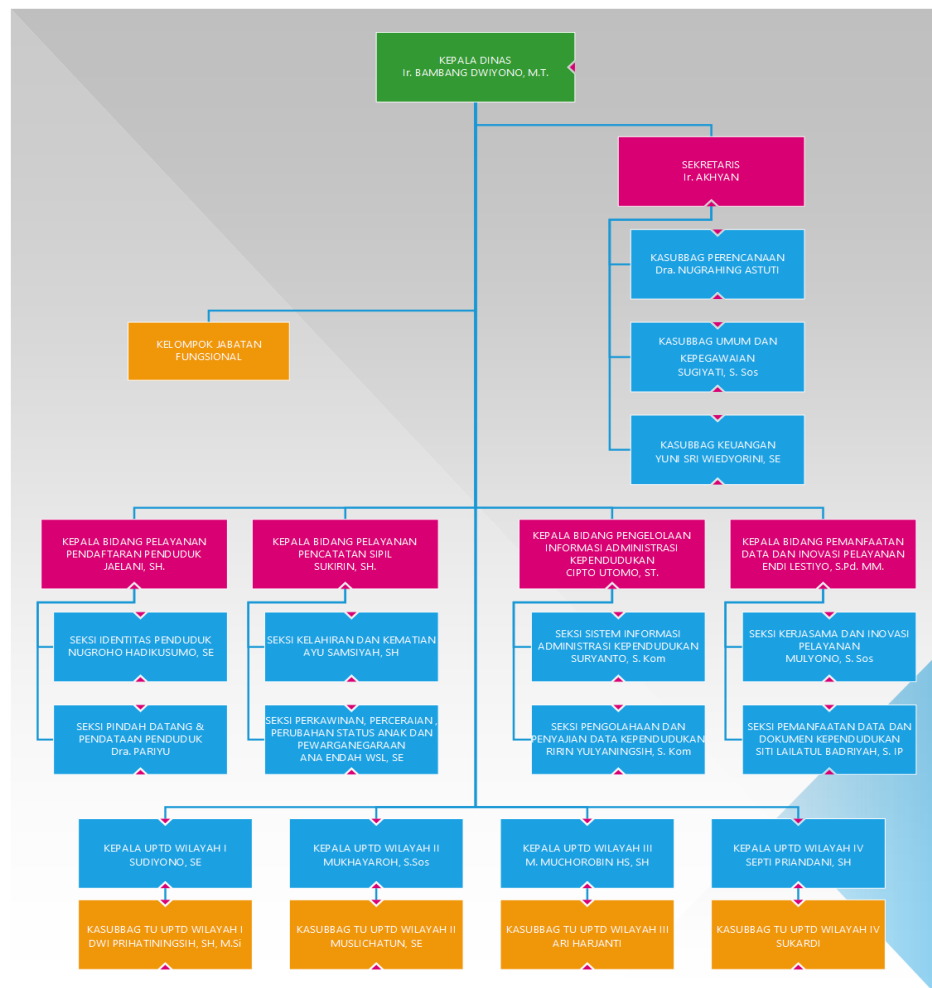 KEPALA DINAS
Ir. BAMBANG DWIYONO, M.T.
SEKRETARIS
Ir. AKHYAN
KASUBBAG PERENCANAAN
Dra. NUGRAHING ASTUTI
KELOMPOK JABATAN
FUNGSIONAL
KASUBBAG UMUM DAN
KEPEGAWAIAN
SUGIYATI, S. Sos
KASUBBAG KEUANGAN
YUNI SRI WIEDYORINI, SE
KEPALA BIDANG PELAYANAN
PENDAFTARAN PENDUDUK
JAELANI, SH.
KEPALA BIDANG PELAYANAN
PENCATATAN SIPIL
SUKIRIN, SH.
KEPALA BIDANG PENGELOLAAN
INFORMASI ADMINISTRASI
KEPENDUDUKAN
CIPTO UTOMO, ST.
KEPALA BIDANG PEMANFAATAN
DATA DAN INOVASI PELAYANAN
ENDI LESTIYO, S.Pd. MM.
SEKSI IDENTITAS PENDUDUK
NUGROHO HADIKUSUMO, SE
SEKSI KELAHIRAN DAN KEMATIAN
AYU SAMSIYAH, SH
SEKSI SISTEM INFORMASI
ADMINISTRASI KEPENDUDUKAN
SURYANTO, S. Kom
SEKSI KERJASAMA DAN INOVASI
PELAYANAN
MULYONO, S. Sos
SEKSI PINDAH DATANG &
PENDATAAN PENDUDUK
Dra. PARIYU
SEKSI PERKAWINAN, PERCERAIAN ,
PERUBAHAN STATUS ANAK DAN
PEWARGANEGARAAN
ANA ENDAH WSL, SE
SEKSI PENGOLAHAAN DAN
PENYAJIAN DATA KEPENDUDUKAN
RIRIN YULYANINGSIH, S. Kom
SEKSI PEMANFAATAN DATA DAN
DOKUMEN KEPENDUDUKAN
SITI LAILATUL BADRIYAH, S. IP
KEPALA UPTD WILAYAH I
SUDIYONO, SE
KEPALA UPTD WILAYAH II
MUKHAYAROH, S.Sos
KEPALA UPTD WILAYAH III
M. MUCHOROBIN HS, SH
KEPALA UPTD WILAYAH IV
SEPTI PRIANDANI, SH
KASUBBAG TU UPTD WILAYAH I
DWI PRIHATININGSIH, SH, M.Si
KASUBBAG TU UPTD WILAYAH II
MUSLICHATUN, SE
KASUBBAG TU UPTD WILAYAH III
ARI HARJANTI
KASUBBAG TU UPTD WILAYAH IV
SUKARDI